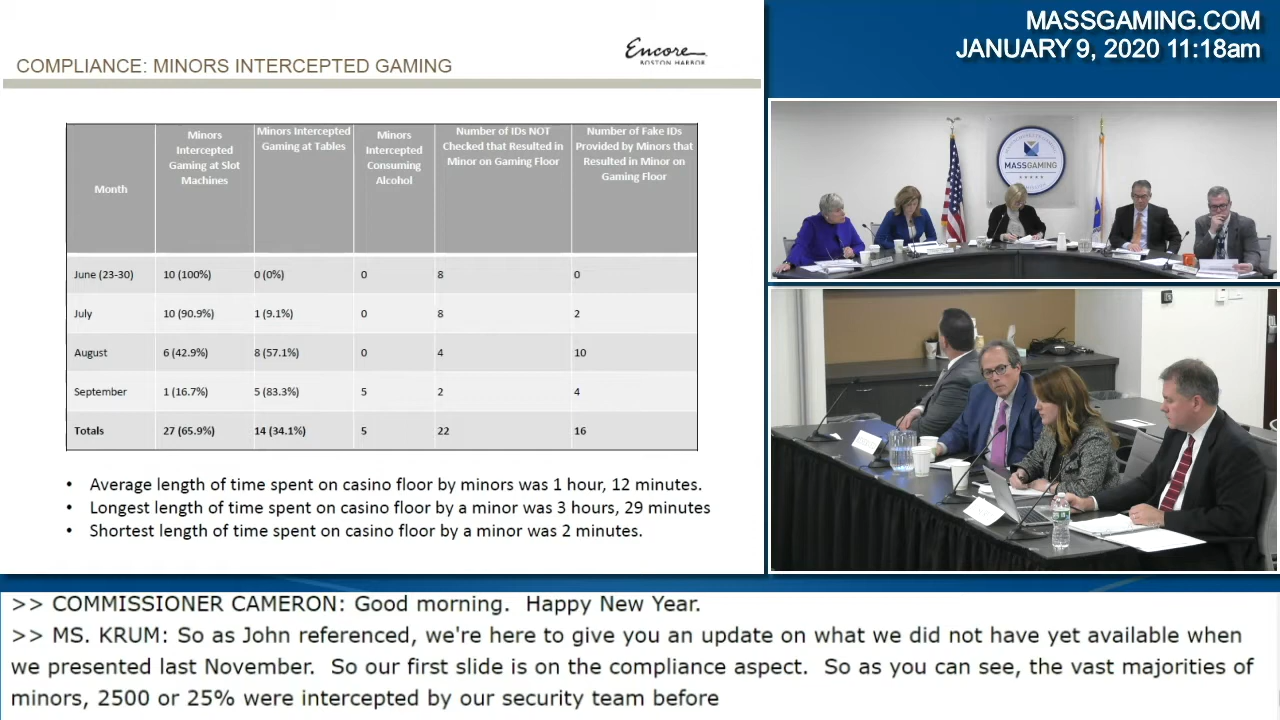 MASSGAMING.COM
JANUARY 9, 2020 11:18am
Encore
BOSTON HARBOR
COMPLIANCE: MINORS INTERCEPTED GAMING
Month
Minors
Intercepted
Gaming at Slot
Machines
Minors Intercepted
Gaming at Tables
Minors
Intercepted
Consuming
Alcohol
Number of IDs NOT
Checked that Resulted in
Minor on Gaming Floor
Number of Fake IDs
Provided by Minors that
Resulted in Minor on
Gaming Floor
June (23-30) 10 (100%) 0 (0%) 0 8 0
July 10 (90.9%) 1 (9.1%) 0 8 2
August 6 (42.9%) 8 (57.1%) 0 4 10
September 1 (16.7%) 5 (83.3%) 5 2 4
Totals 27 (65.9%) 14 (34.1%) 5 22 16
• Average length of time spent on casino floor by minors was 1 hour, 12 minutes.
• Longest length of time spent on casino floor by a minor was 3 hours, 29 minutes
• Shortest length of time spent on casino floor by a minor was 2 minutes.
MASSGAMING
>> COMMISSIONER CAMERON: Good morning. Happy New Year.
>> MS. KRUM: So as John referenced, we're here to give you an update on what we did not have yet available when
we presented last November. So our first slide is on the compliance aspect. So as you can see, the vast majorities of
minors, 2500 or 25% were intercepted by our security team before